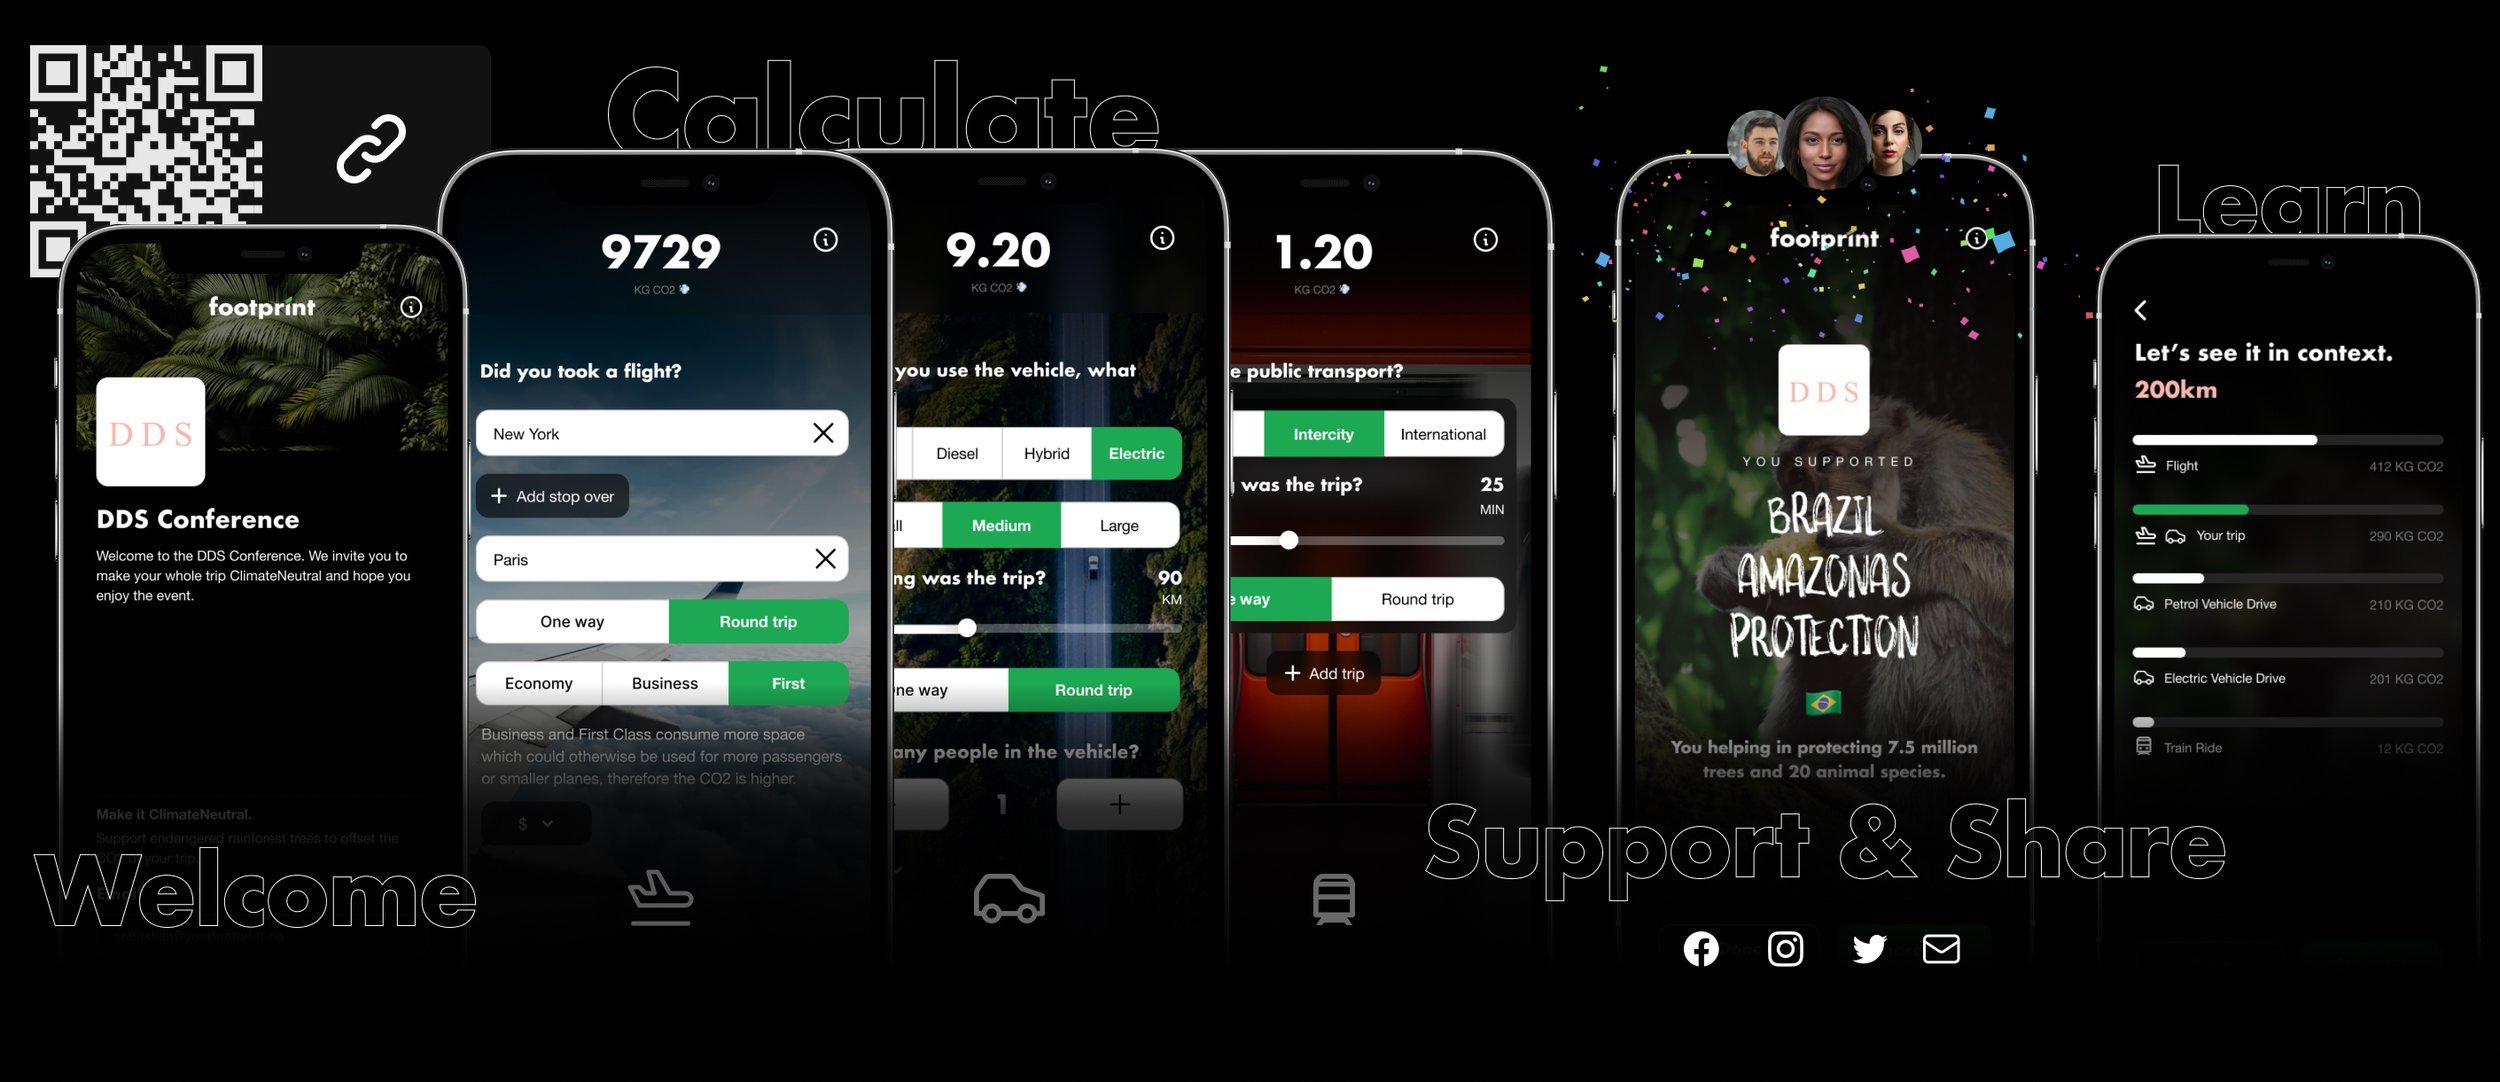 Calculate
Learn
footprint
DDS
DDS Conference
Welcome to the DDS Conference. We invite you to
make your whole trip ClimateNeutral and hope you
enjoy the event.
Make it ClimateNeutral.
Support endangered rainforest trees to offset the
your trip.
Welcome
9729
KG CO2
Did you took a flight?
New York
+ Add stop over
Paris
One way
Round trip
Economy
Business
First
Business and First Class consume more space
which could otherwise be used for more passengers
or smaller planes, therefore the CO2 is higher.
$
9.20
KG CO2
you use the vehicle, what
Diesel
Hybrid
Electric
Medium
Large
ng was the trip?
90
KM
ne way
Round trip
any people in the vehicle?
1
+
1.20
KG CO2
e public transport?
Intercity
International
was the trip?
25
MIN
e way
Round trip
+ Add trip
footprint
DDS
YOU SUPPORTED
BRAZIL
AMAZONAS
PROTECTION
You helping in protecting 7.5 million
trees and 20 animal species.
Support & Share
Let's see it in context.
200km
Flight
412 KG CO2
Your trip
290 KG CO2
Petrol Vehicle Drive
210 KG CO2
Electric Vehicle Drive
201 KG CO2
Train Ride
12 KG CO2